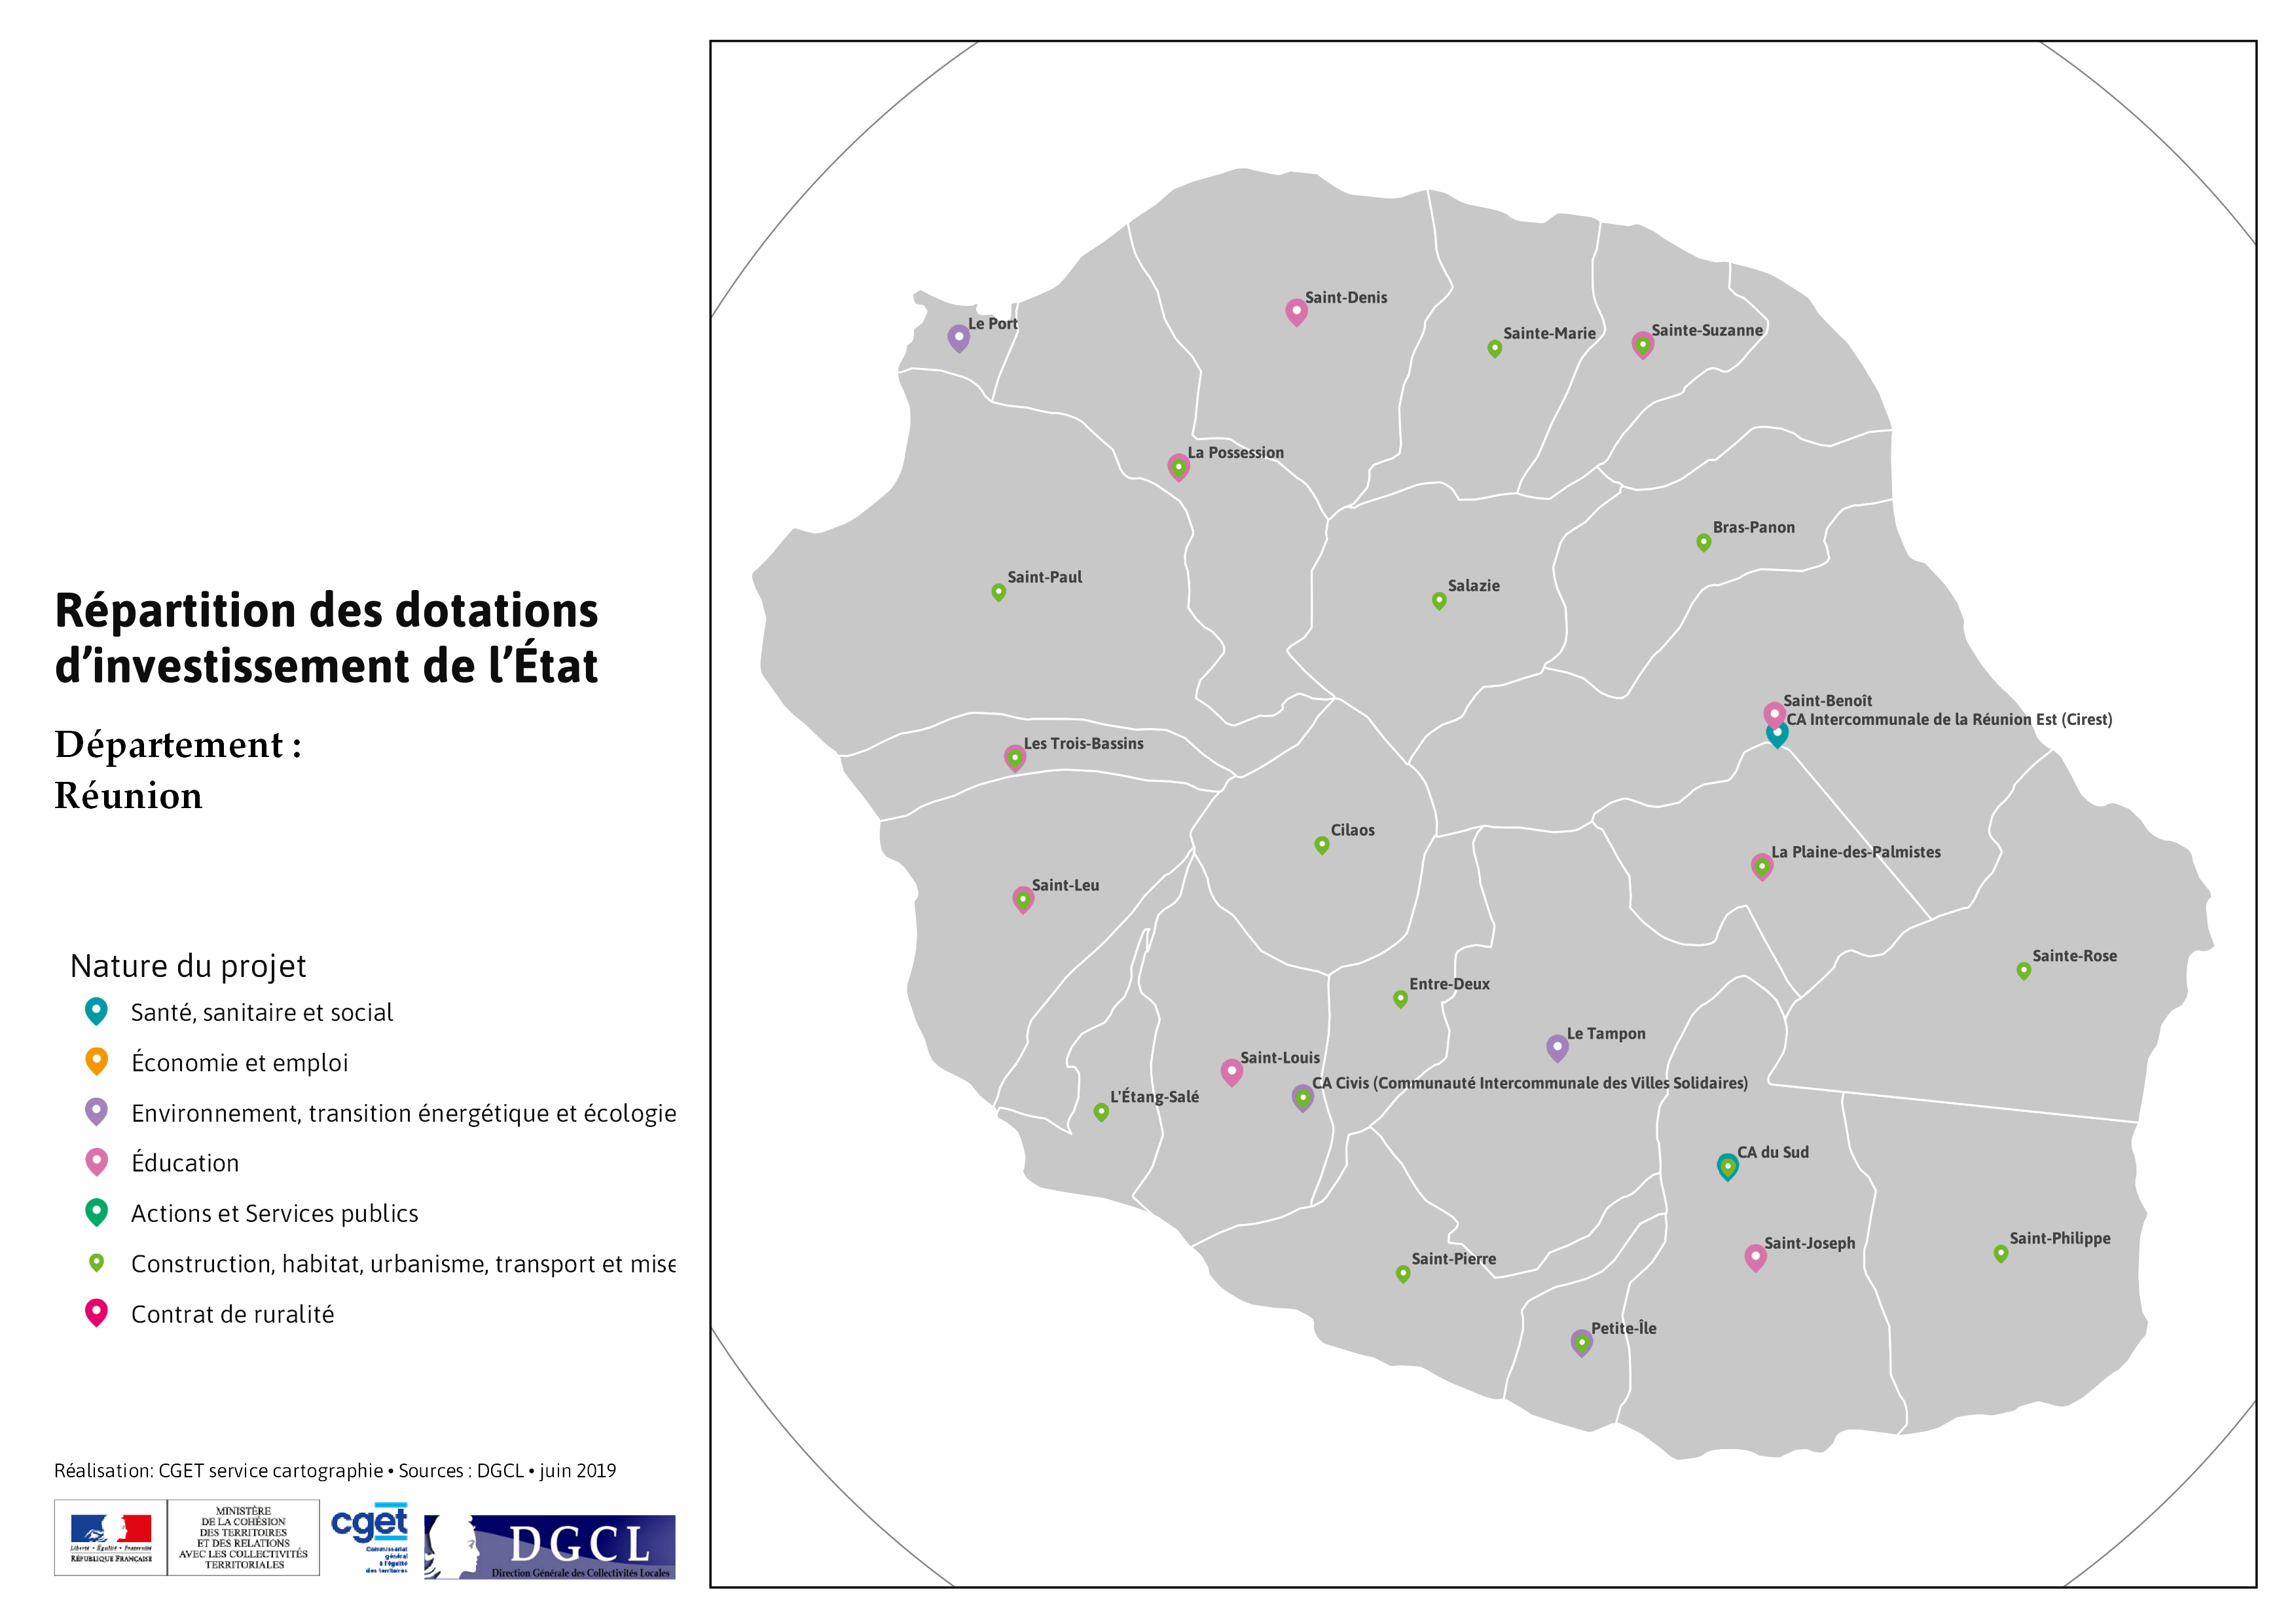 Répartition des dotations
d’investissement de l’État
Département :
Réunion
Nature du projet
Santé, sanitaire et social
Économie et emploi
Environnement, transition énergétique et écologie
Éducation
Actions et Services publics
Construction, habitat, urbanisme, transport et mise
Contrat de ruralité
Réalisation: CGET service cartographie • Sources : DGCL • juin 2019
Liberté • Égalité • Fraternité
RÉPUBLIQUE FRANÇAISE
MINISTÈRE
DE LA COHÉSION
DES TERRITOIRES
ET DES RELATIONS
AVEC LES COLLECTIVITÉS
TERRITORIALES
cget
Commissariat
général
à l'égalité
des territoires
DGCL
Direction Générale des Collectivités Locales
Saint-Denis
Le Port
Sainte-Marie
Sainte-Suzanne
La Possession
Bras-Panon
Saint-Paul
Salazie
Saint-Benoît
CA Intercommunale de la Réunion Est (Cirest)
Les Trois-Bassins
Cilaos
La Plaine-des-Palmistes
Saint-Leu
Sainte-Rose
Entre-Deux
Le Tampon
Saint-Louis
CA Civis (Communauté Intercommunale des Villes Solidaires)
L'Étang-Salé
CA du Sud
Saint-Joseph
Saint-Philippe
Saint-Pierre
Petite-Île